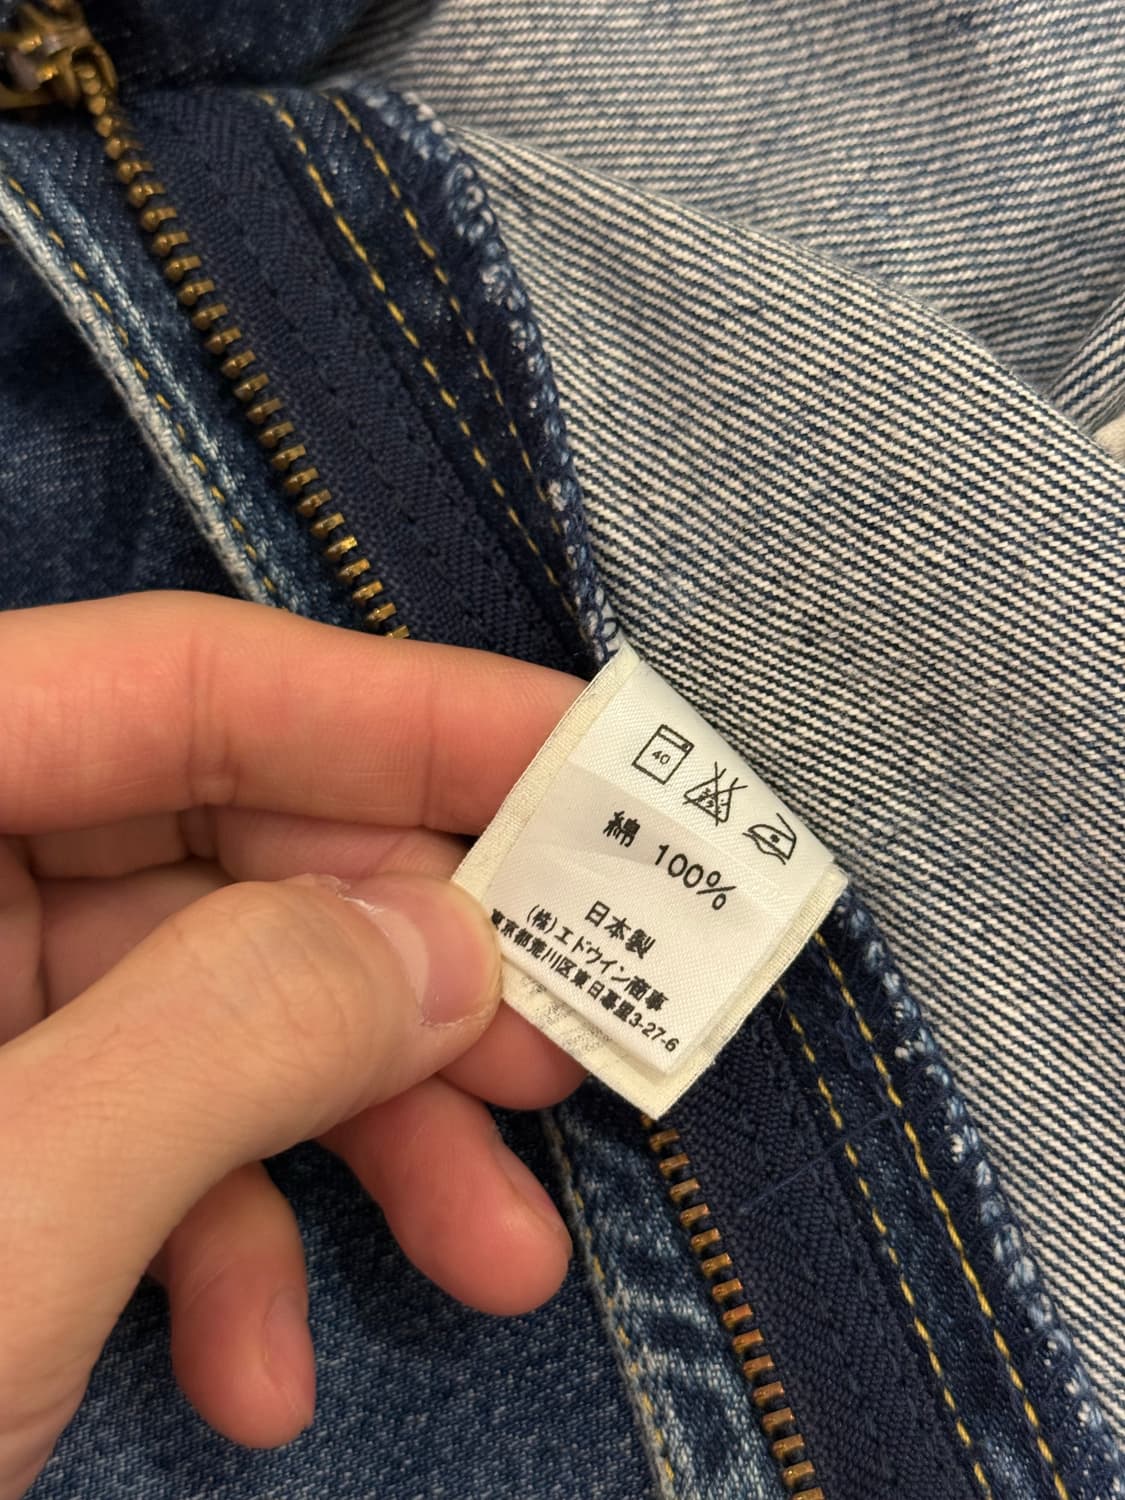 40
綿 100%
日本製
(株)エドウイン商事
東京都荒川区東日暮里3-27-6